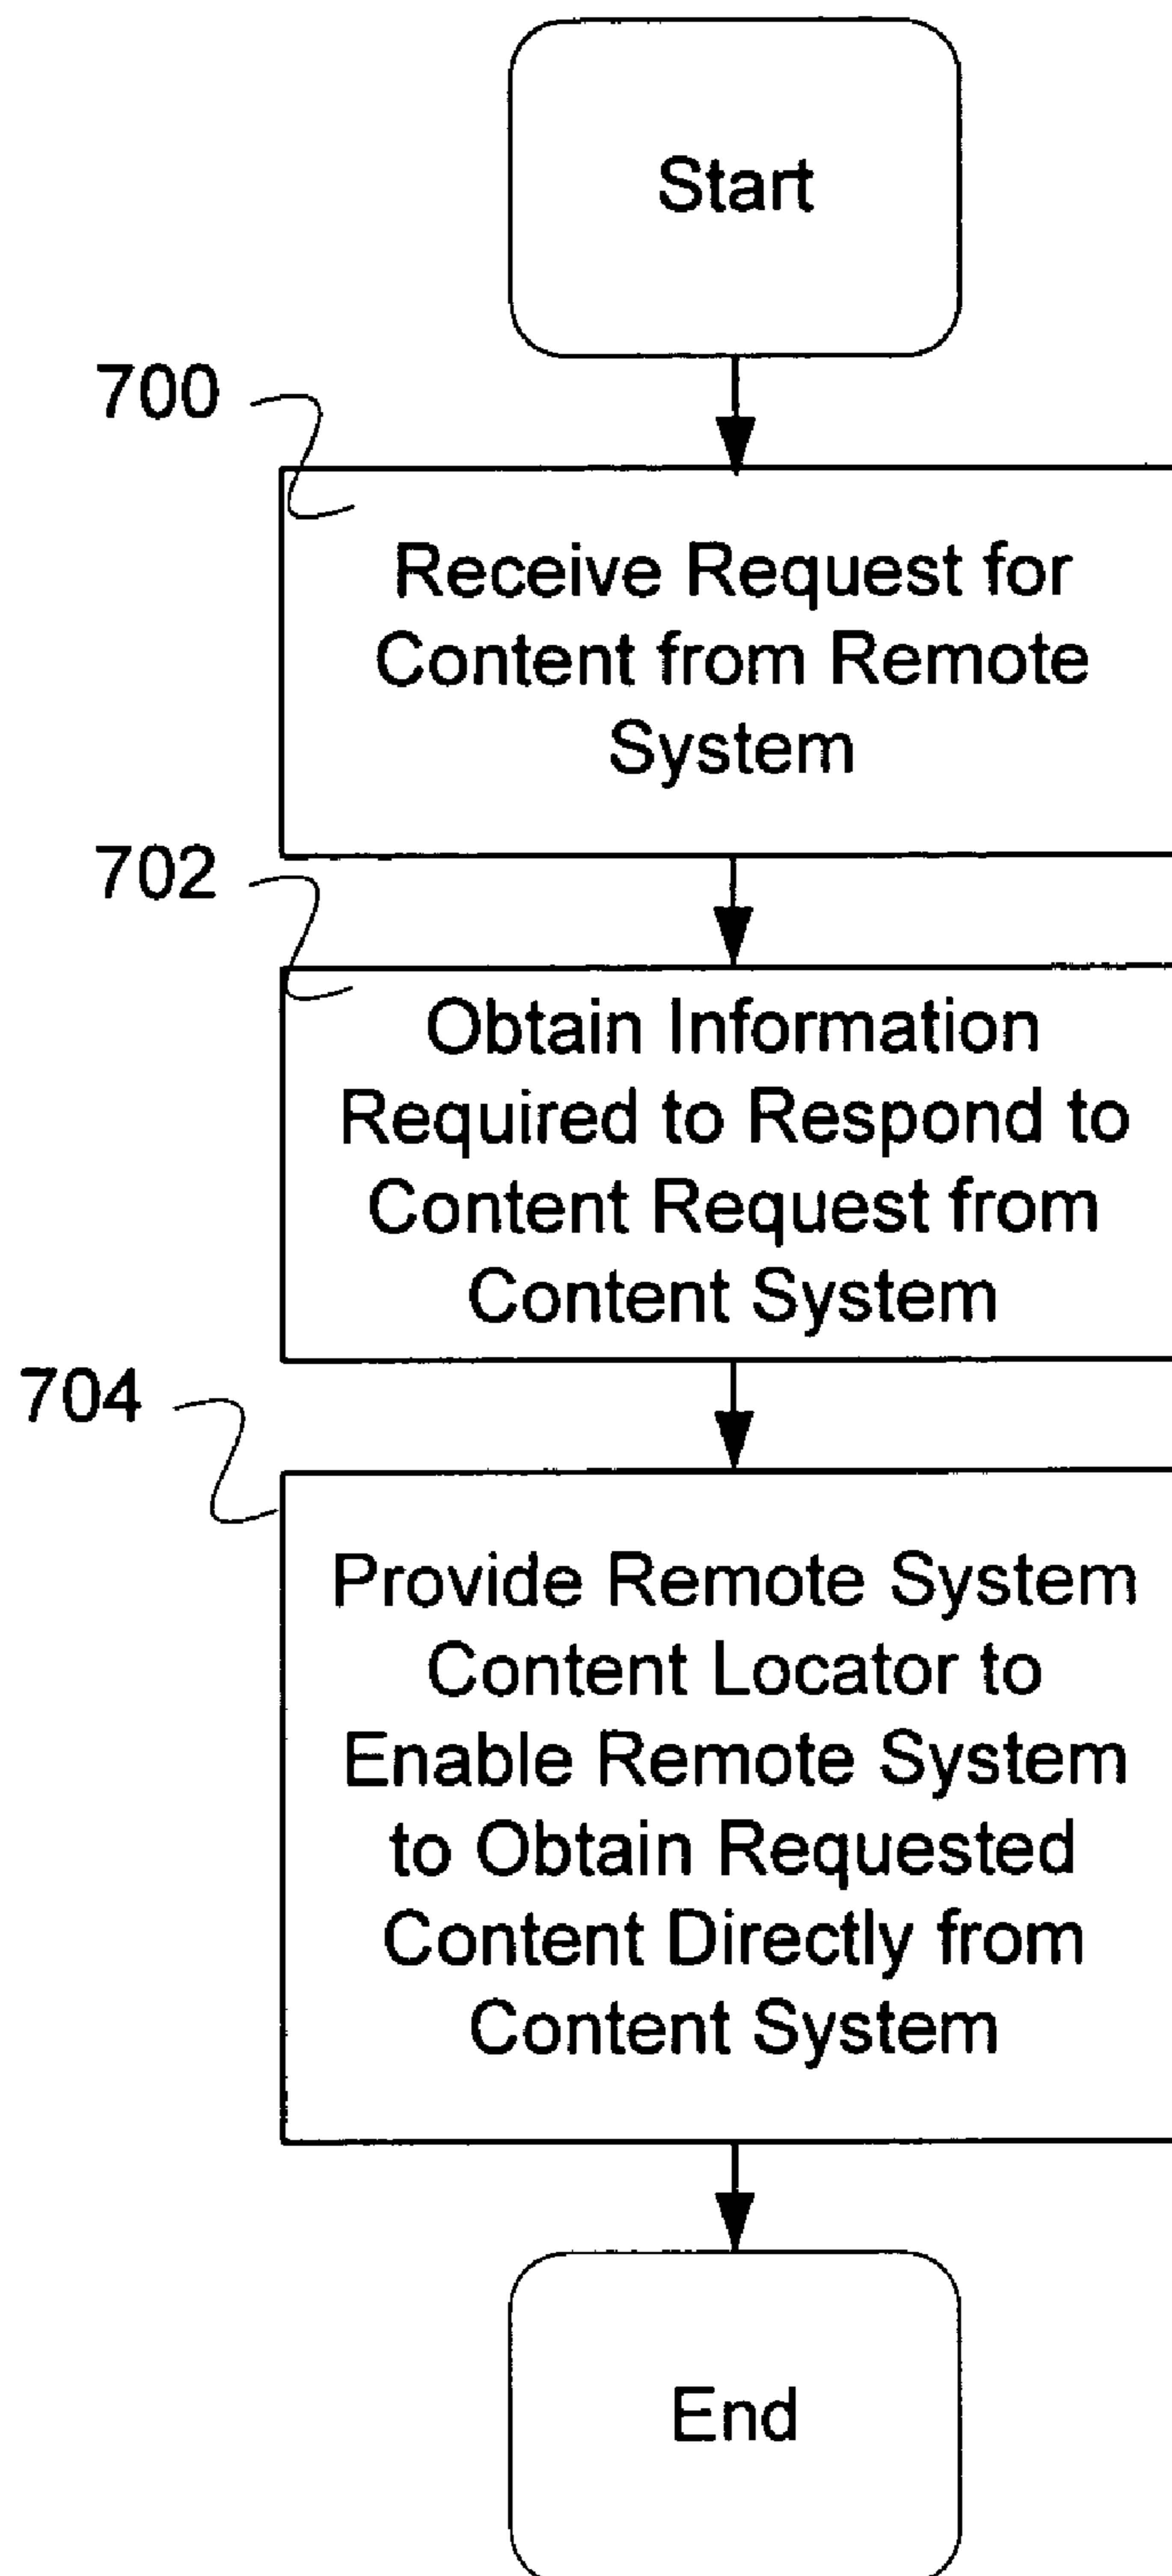 Start
700
Receive Request for
Content from Remote
System
702
Obtain Information
Required to Respond to
Content Request from
Content System
704
Provide Remote System
Content Locator to
Enable Remote System
to Obtain Requested
Content Directly from
Content System
End